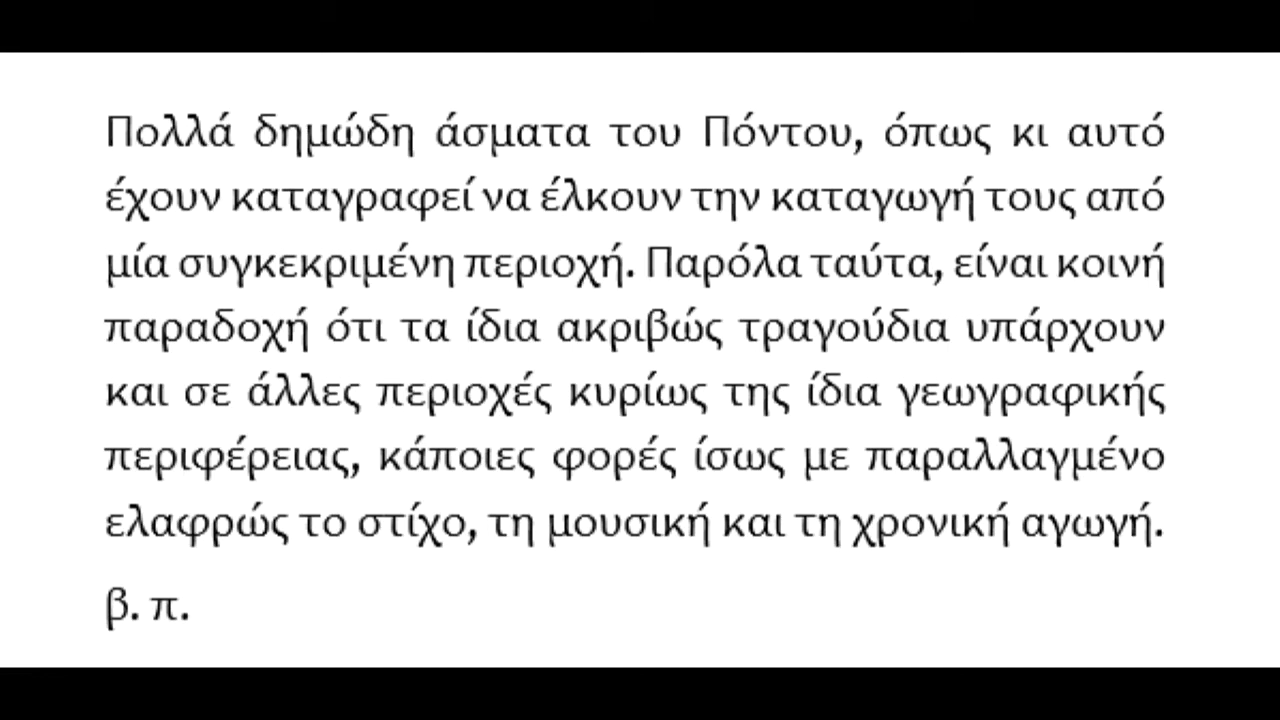 Πολλά δημώδη άσματα του Πόντου, όπως κι αυτό
έχουν καταγραφεί να έλκουν την καταγωγή τους από
μία συγκεκριμένη περιοχή. Παρόλα ταύτα, είναι κοινή
παραδοχή ότι τα ίδια ακριβώς τραγούδια υπάρχουν
και σε άλλες περιοχές κυρίως της ίδια γεωγραφικής
περιφέρειας, κάποιες φορές ίσως με παραλλαγμένο
ελαφρώς το στίχο, τη μουσική και τη χρονική αγωγή.
β. π.